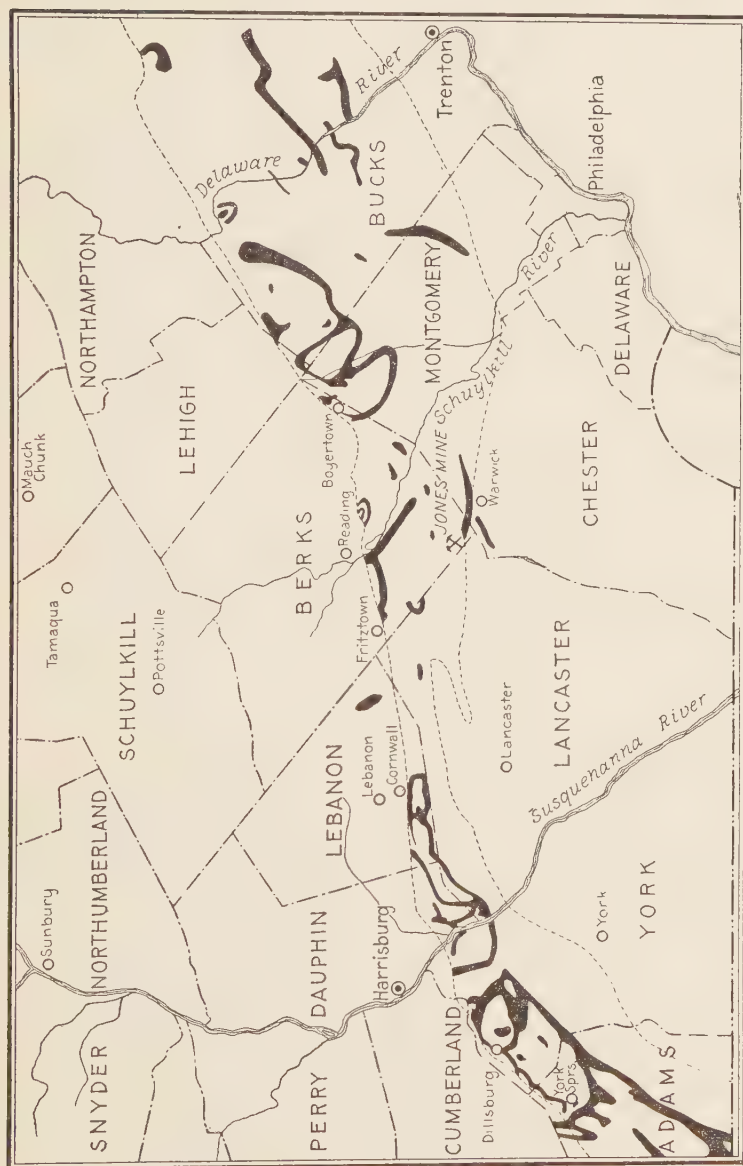 SNYDER
Sunbury
NORTHUMBERLAND
SCHUYLKILL
Tamaqua
Pottsville
Mauch
Chunk
NORTHAMPTON
LEHIGH
PERRY
DAUPHIN
Harrisburg
LEBANON
Lebanon
Cornwall
BERKS
Reading
Fritztown
Boyertown
Delaware
River
BUCKS
Trenton
MONTGOMERY
JONES' MINE
Schuylkill
River
Warwick
Philadelphia
DELAWARE
CHESTER
CUMBERLAND
Dillsburg
York
Sprs.
ADAMS
York
YORK
Lancaster
LANCASTER
Susquehanna River